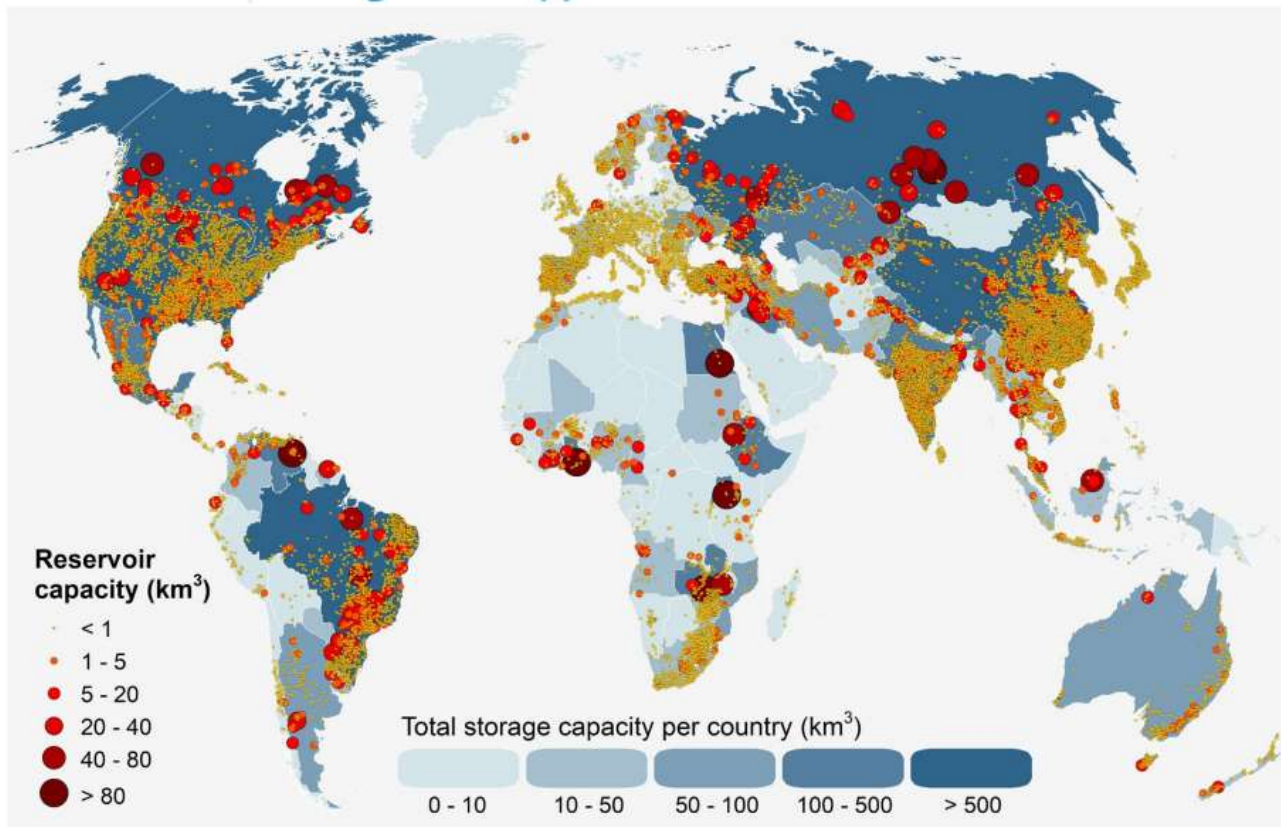 Reservoir
capacity (km³)
< 1
1 - 5
5 - 20
20 - 40
40 - 80
> 80
Total storage capacity per country (km³)
0 - 10
10 - 50
50 - 100
100 - 500
> 500